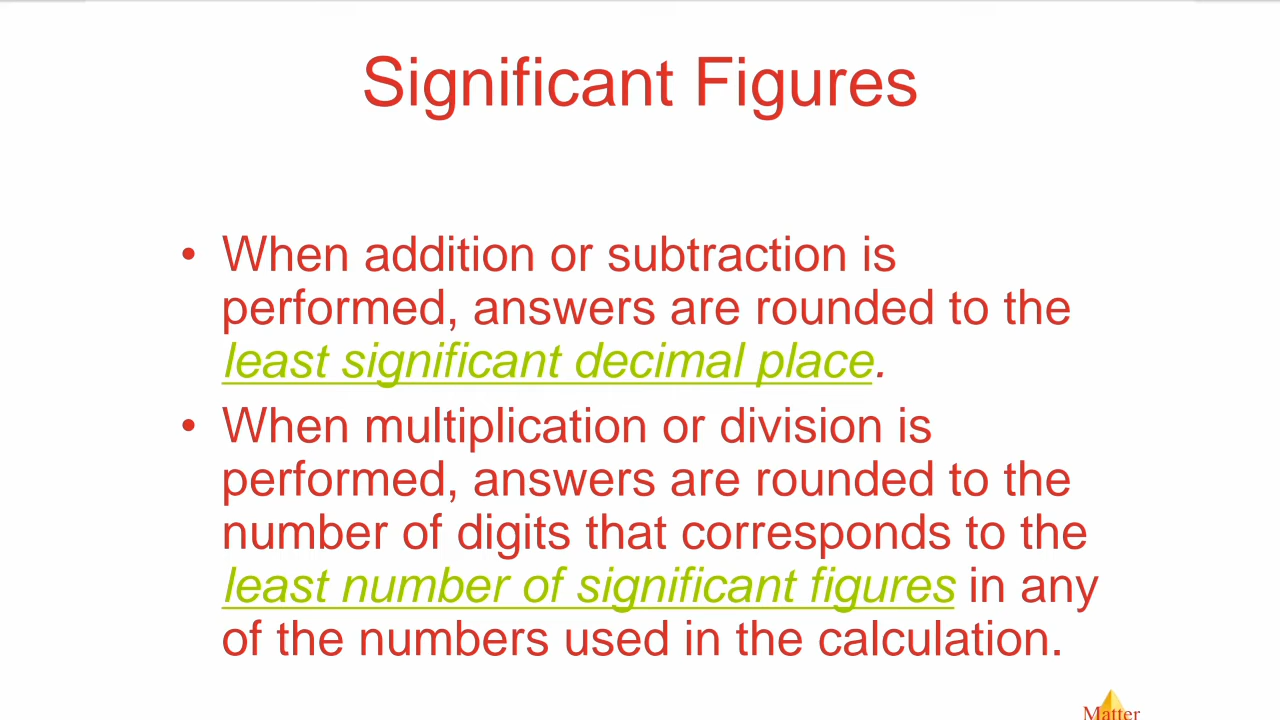 Significant Figures
• When addition or subtraction is
performed, answers are rounded to the
least significant decimal place.
• When multiplication or division is
performed, answers are rounded to the
number of digits that corresponds to the
least number of significant figures in any
of the numbers used in the calculation.
Matter